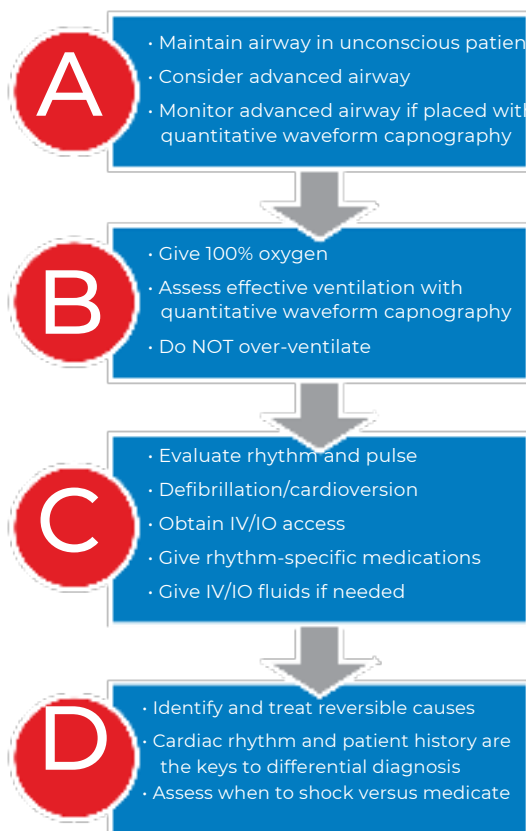 A
· Maintain airway in unconscious patien
· Consider advanced airway
· Monitor advanced airway if placed with
quantitative waveform capnography
B
· Give 100% oxygen
· Assess effective ventilation with
quantitative waveform capnography
· Do NOT over-ventilate
C
· Evaluate rhythm and pulse
· Defibrillation/cardioversion
· Obtain IV/IO access
· Give rhythm-specific medications
· Give IV/IO fluids if needed
D
· Identify and treat reversible causes
· Cardiac rhythm and patient history are
the keys to differential diagnosis
· Assess when to shock versus medicate